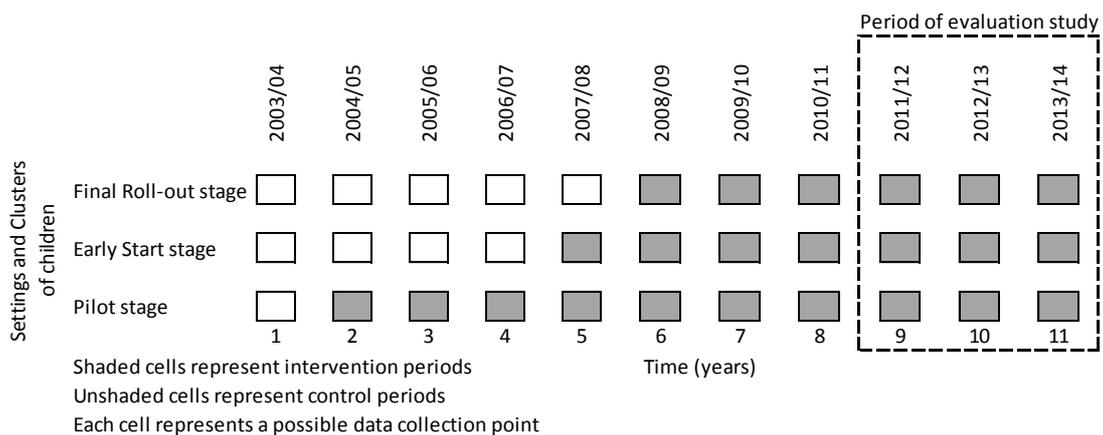 Period of evaluation study
2003/04
2004/05
2005/06
2006/07
2007/08
2008/09
2009/10
2010/11
2011/12
2012/13
2013/14
Settings and Clusters
of children
Final Roll-out stage
Early Start stage
Pilot stage
1 2 3 4 5 6 7 8 9 10 11
Shaded cells represent intervention periods
Time (years)
Unshaded cells represent control periods
Each cell represents a possible data collection point